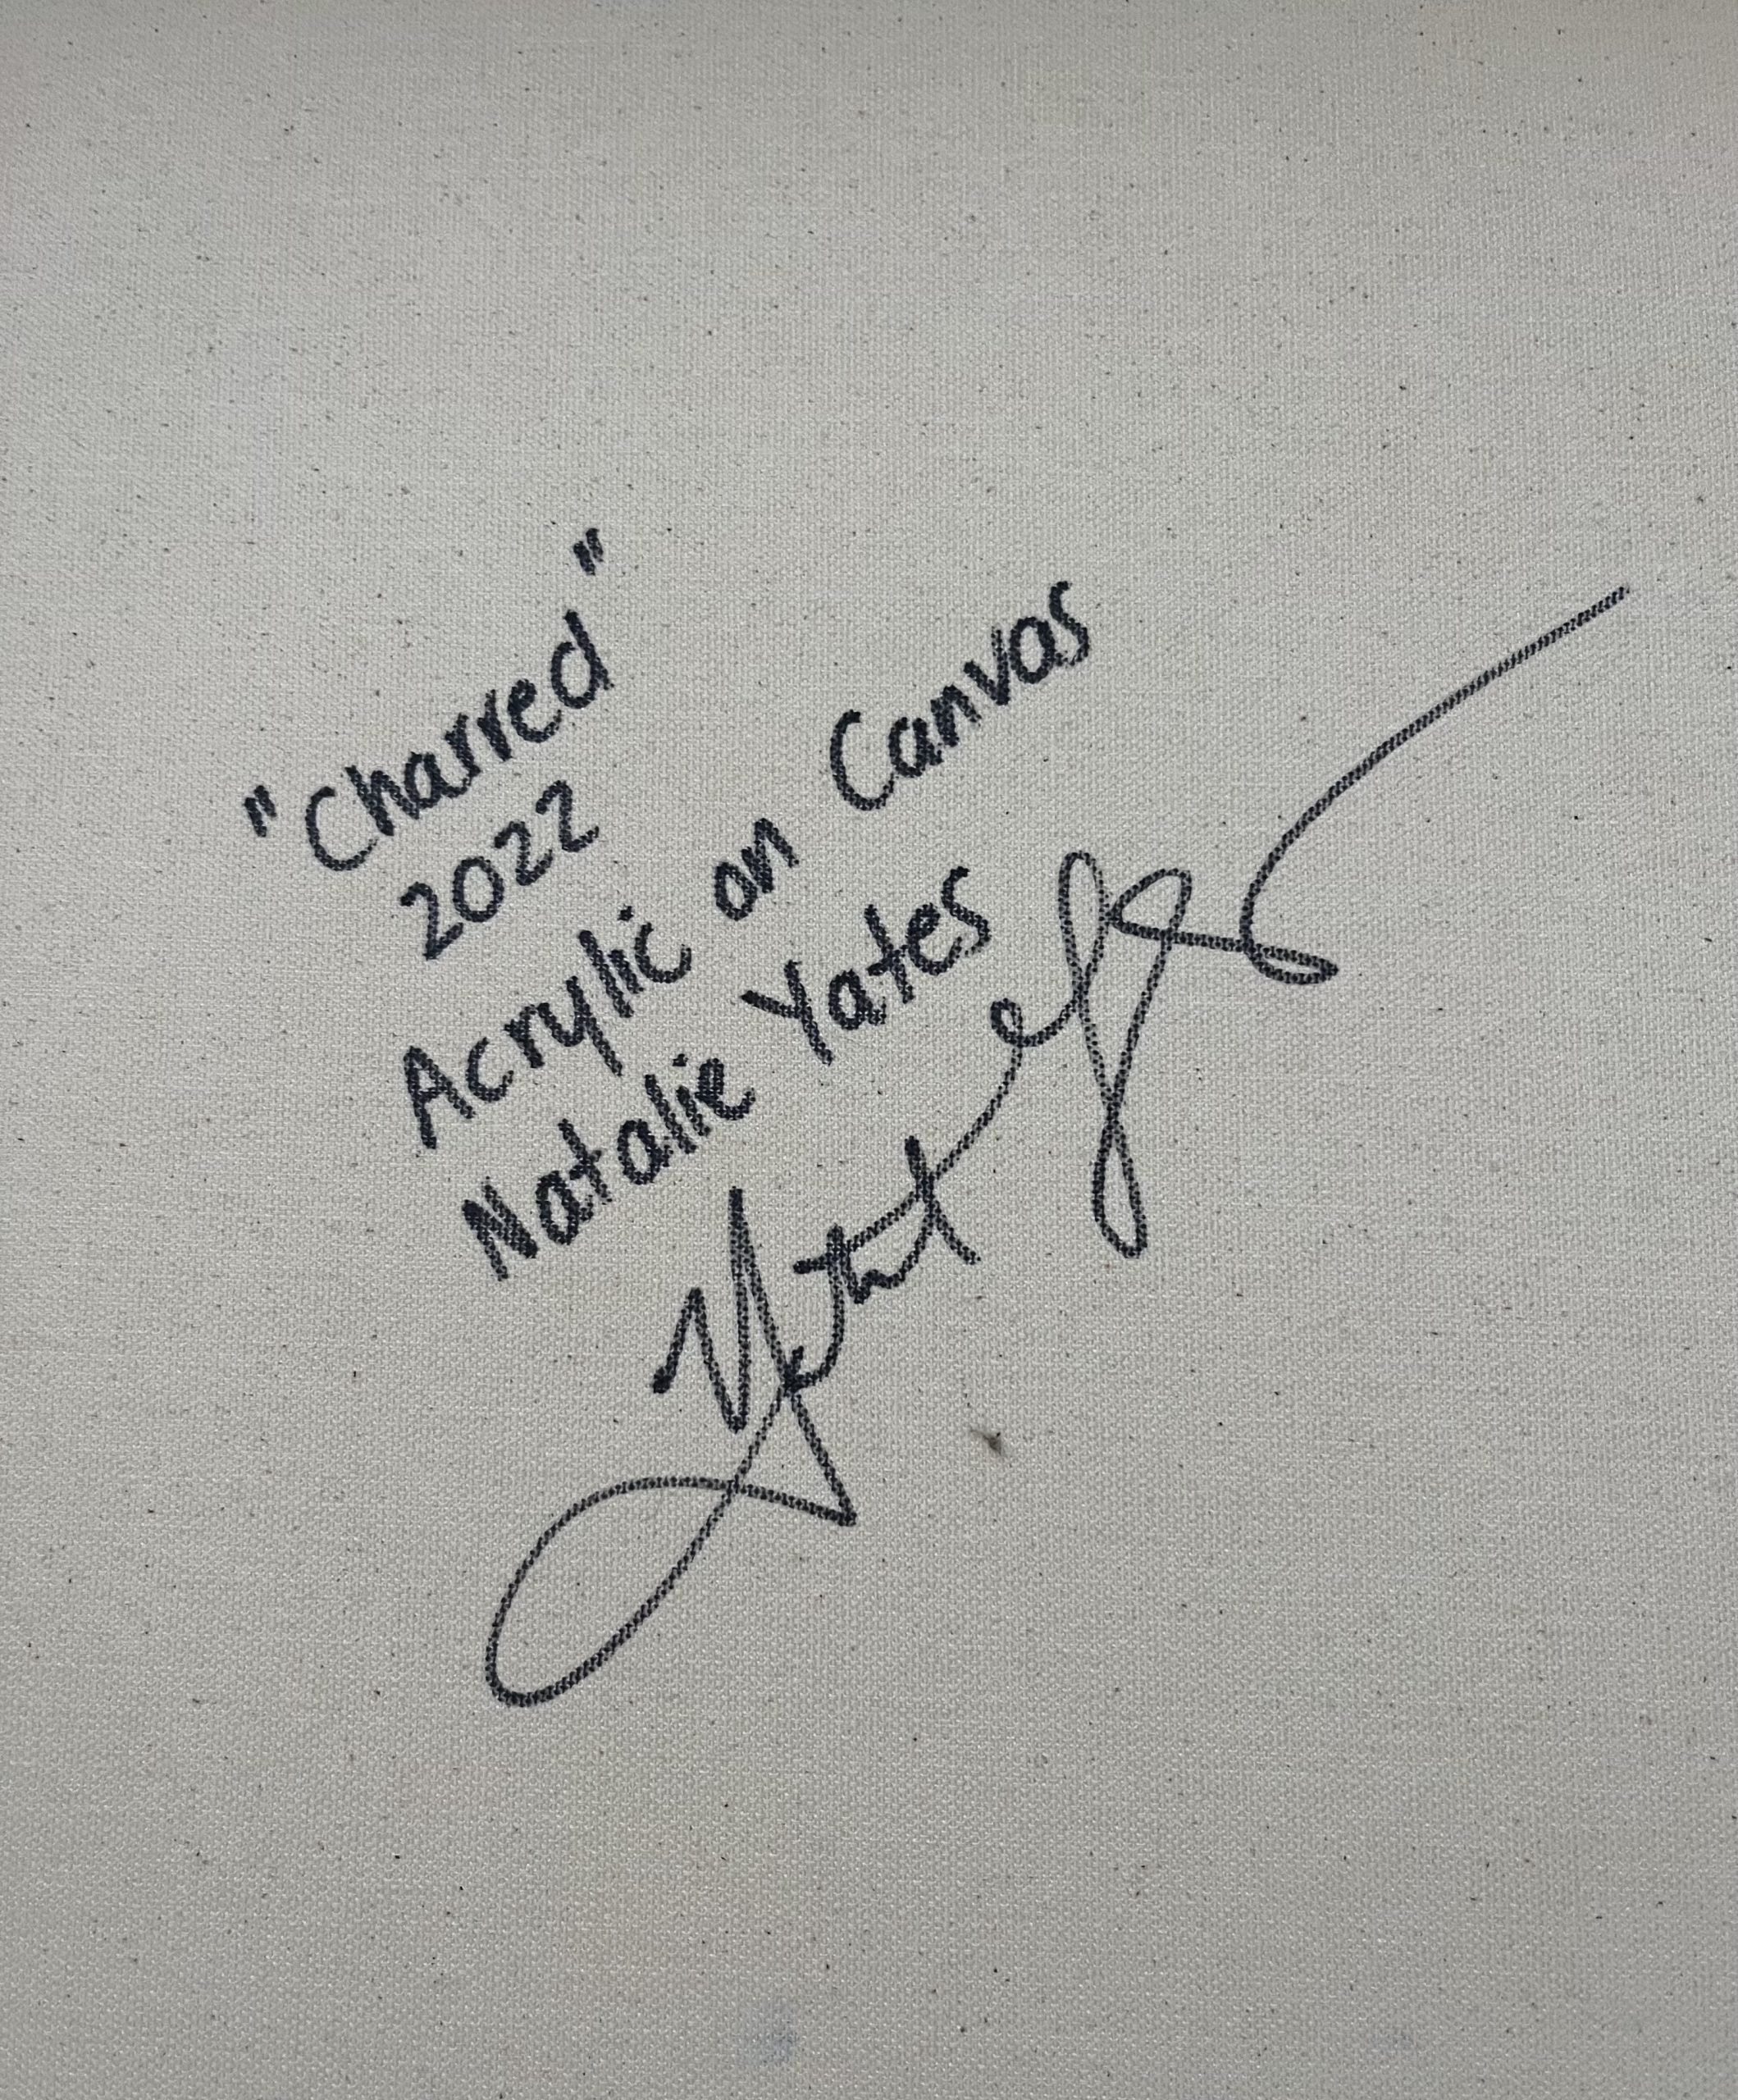 "Charred"
2022
Acrylic on Canvas
Natalie Yates